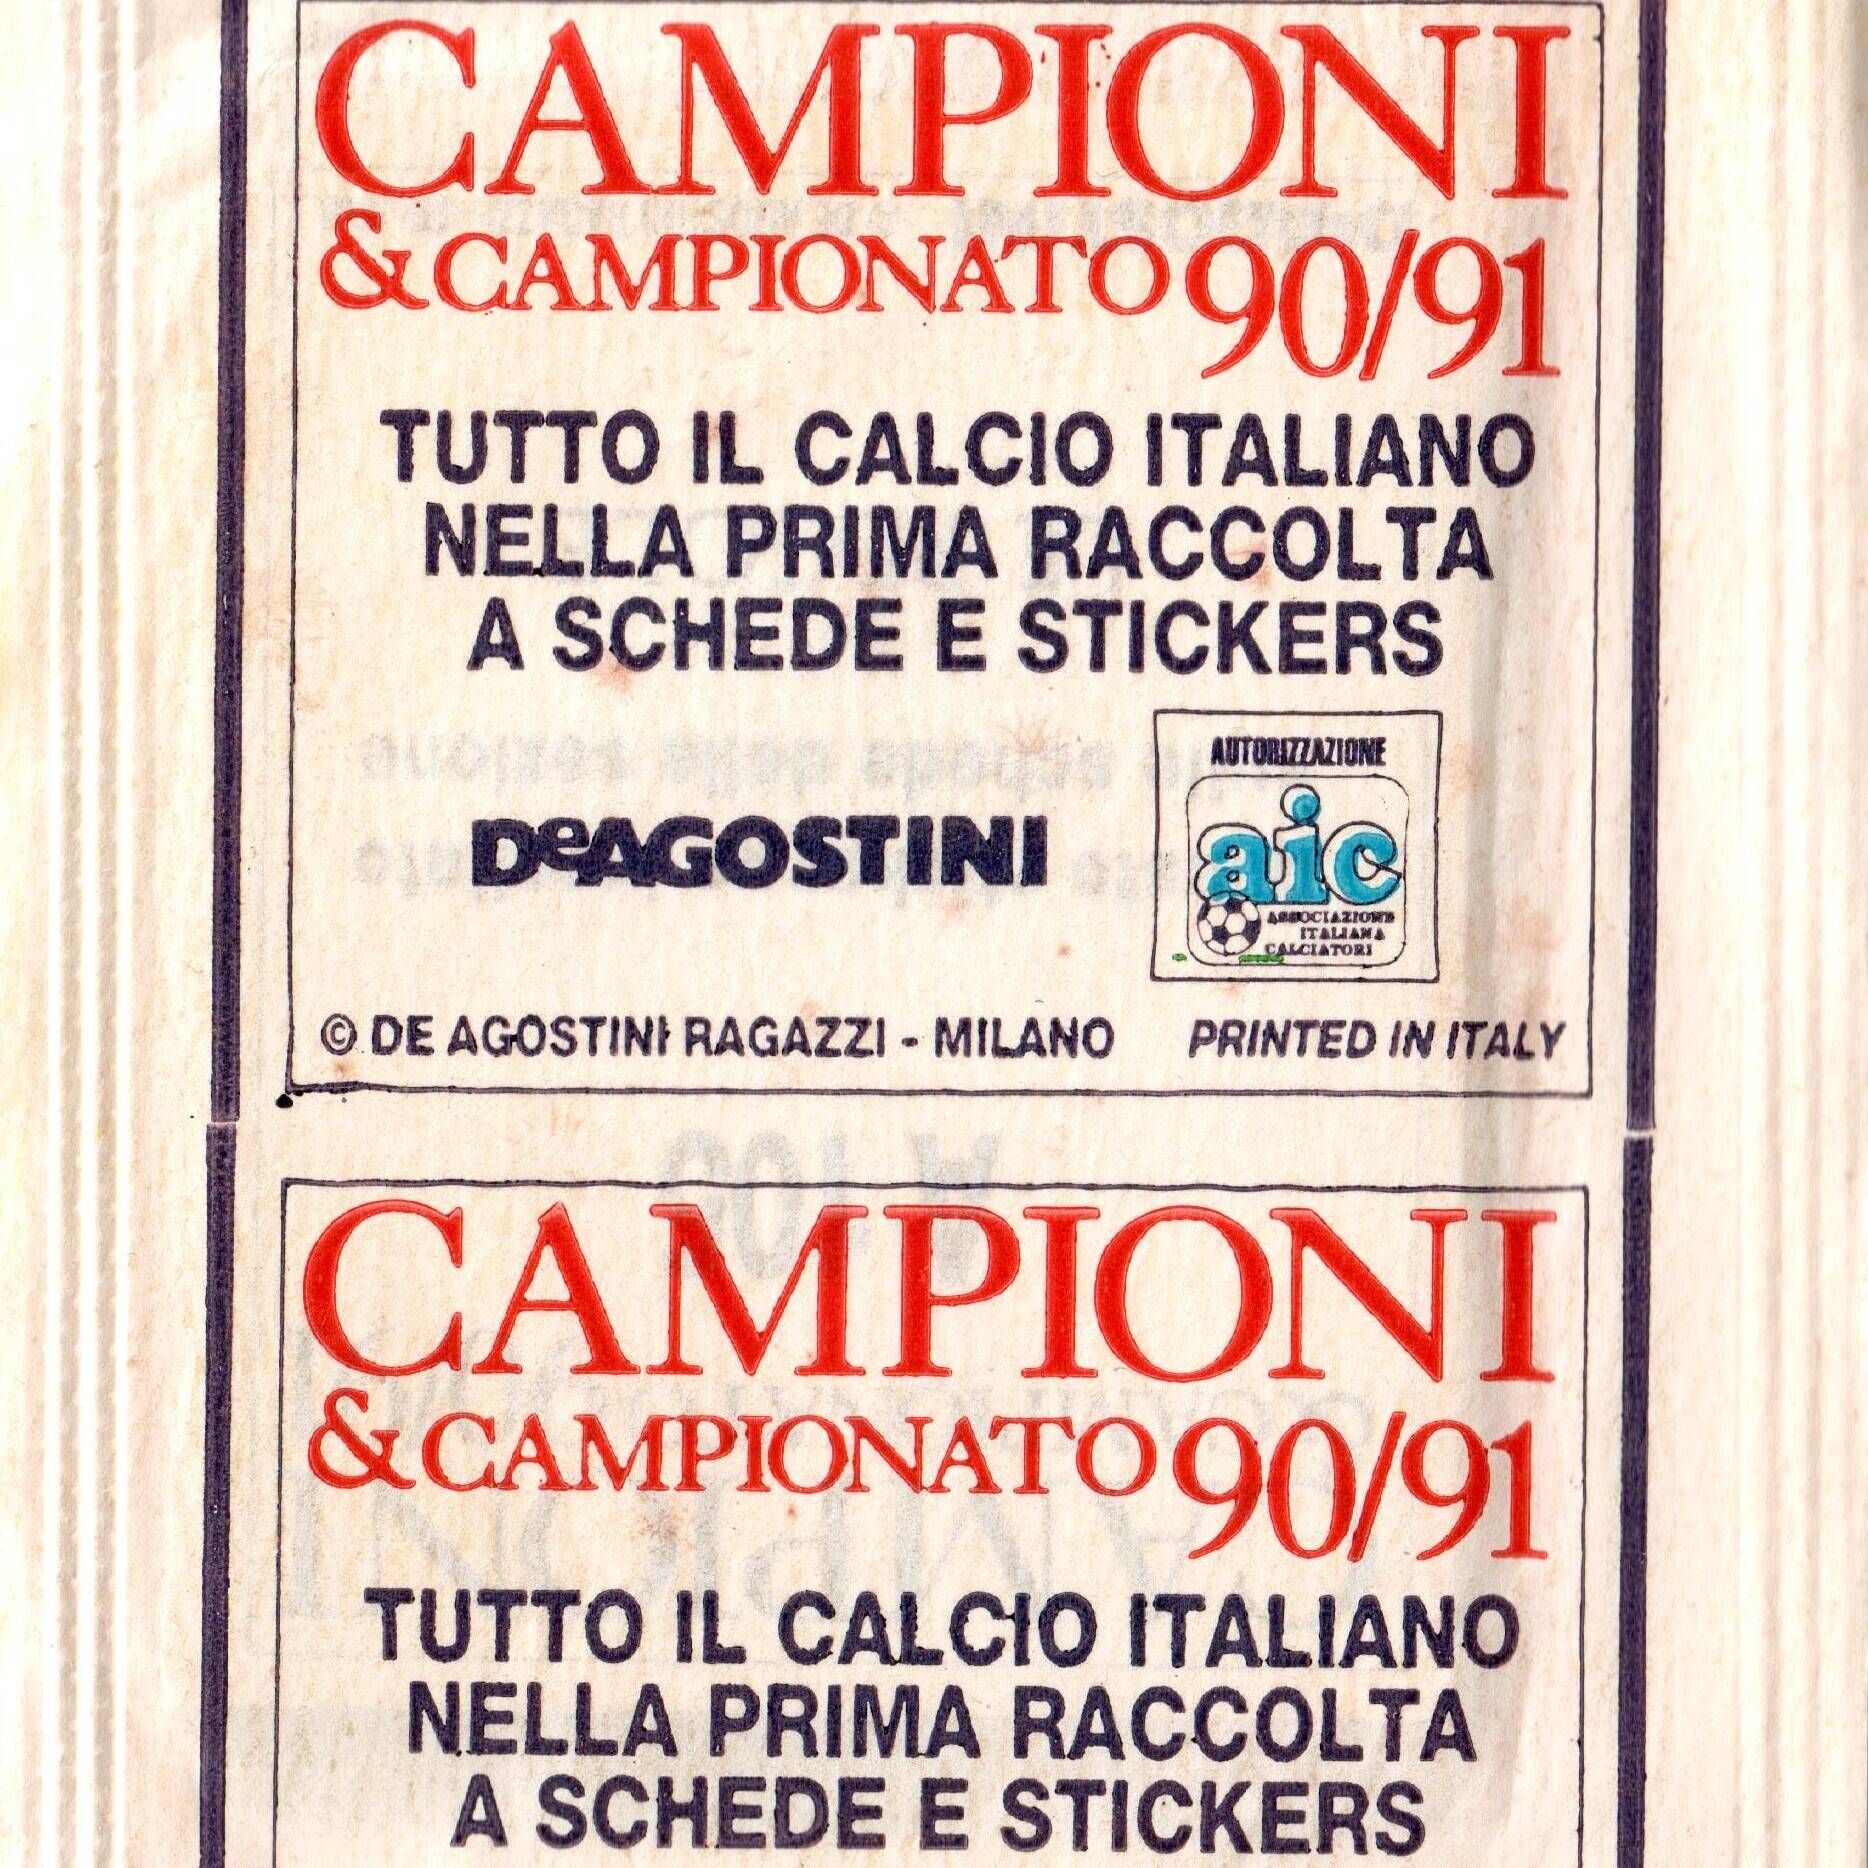 CAMPIONI
& CAMPIONATO 90/91
TUTTO IL CALCIO ITALIANO
NELLA PRIMA RACCOLTA
A SCHEDE E STICKERS
AUTORIZZAZIONE
aic
ASSOCIAZIONE
ITALIANA
CALCIATORI
DeAGOSTINI
© DE AGOSTINI RAGAZZI - MILANO PRINTED IN ITALY
CAMPIONI
& CAMPIONATO 90/91
TUTTO IL CALCIO ITALIANO
NELLA PRIMA RACCOLTA
A SCHEDE E STICKERS